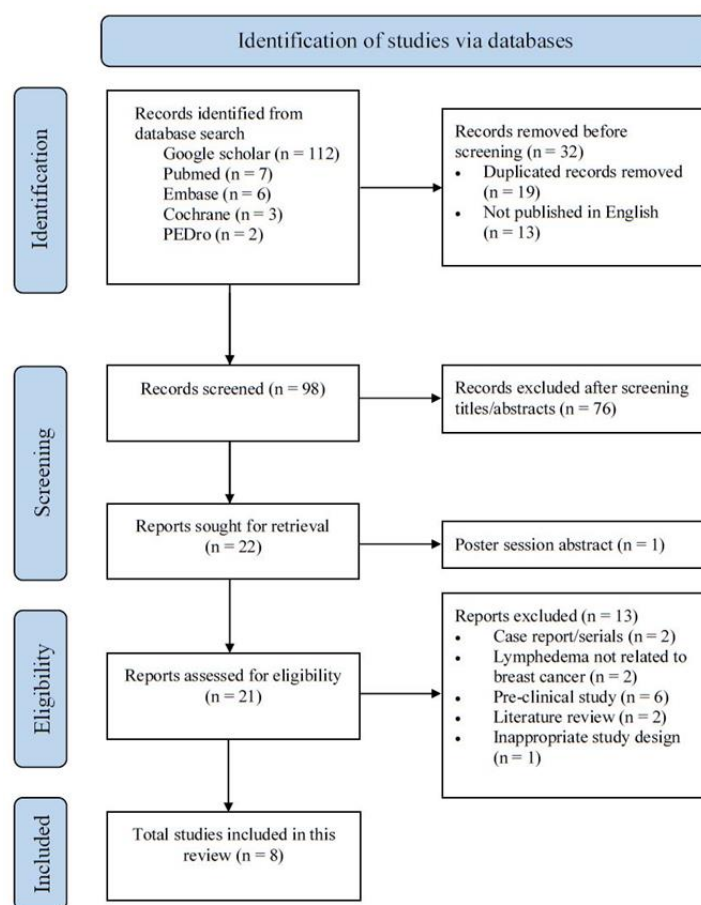 Identification of studies via databases
Identification
Records identified from
database search
Google scholar (n = 112)
Pubmed (n = 7)
Embase (n = 6)
Cochrane (n = 3)
PEDro (n = 2)
Records removed before
screening (n = 32)
• Duplicated records removed
(n = 19)
• Not published in English
(n = 13)
Screening
Records screened (n = 98)
Records excluded after screening
titles/abstracts (n = 76)
Reports sought for retrieval
(n = 22)
Poster session abstract (n = 1)
Eligibility
Reports assessed for eligibility
(n = 21)
Reports excluded (n = 13)
• Case report/serials (n = 2)
• Lymphedema not related to
breast cancer (n = 2)
• Pre-clinical study (n = 6)
• Literature review (n = 2)
• Inappropriate study design
(n = 1)
Included
Total studies included in this
review (n = 8)